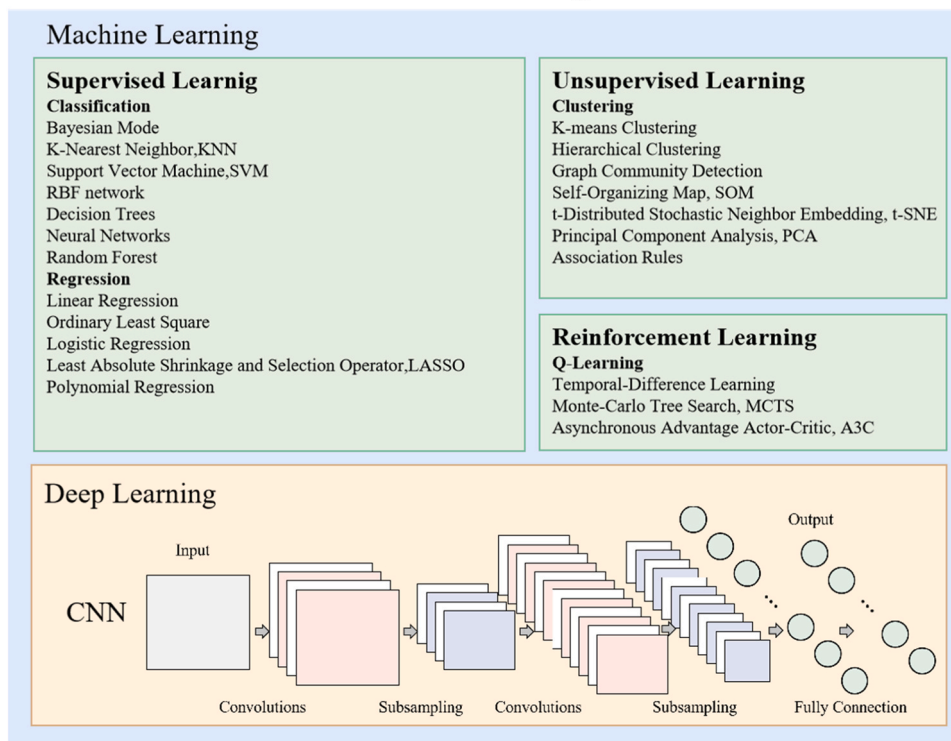 Machine Learning
Supervised Learnig
Classification
Bayesian Mode
K-Nearest Neighbor,KNN
Support Vector Machine,SVM
RBF network
Decision Trees
Neural Networks
Random Forest
Regression
Linear Regression
Ordinary Least Square
Logistic Regression
Least Absolute Shrinkage and Selection Operator,LASSO
Polynomial Regression
Unsupervised Learning
Clustering
K-means Clustering
Hierarchical Clustering
Graph Community Detection
Self-Organizing Map, SOM
t-Distributed Stochastic Neighbor Embedding, t-SNE
Principal Component Analysis, PCA
Association Rules
Reinforcement Learning
Q-Learning
Temporal-Difference Learning
Monte-Carlo Tree Search, MCTS
Asynchronous Advantage Actor-Critic, A3C
Deep Learning
Input
Output
CNN
Convolutions
Subsampling
Convolutions
Subsampling
Fully Connection